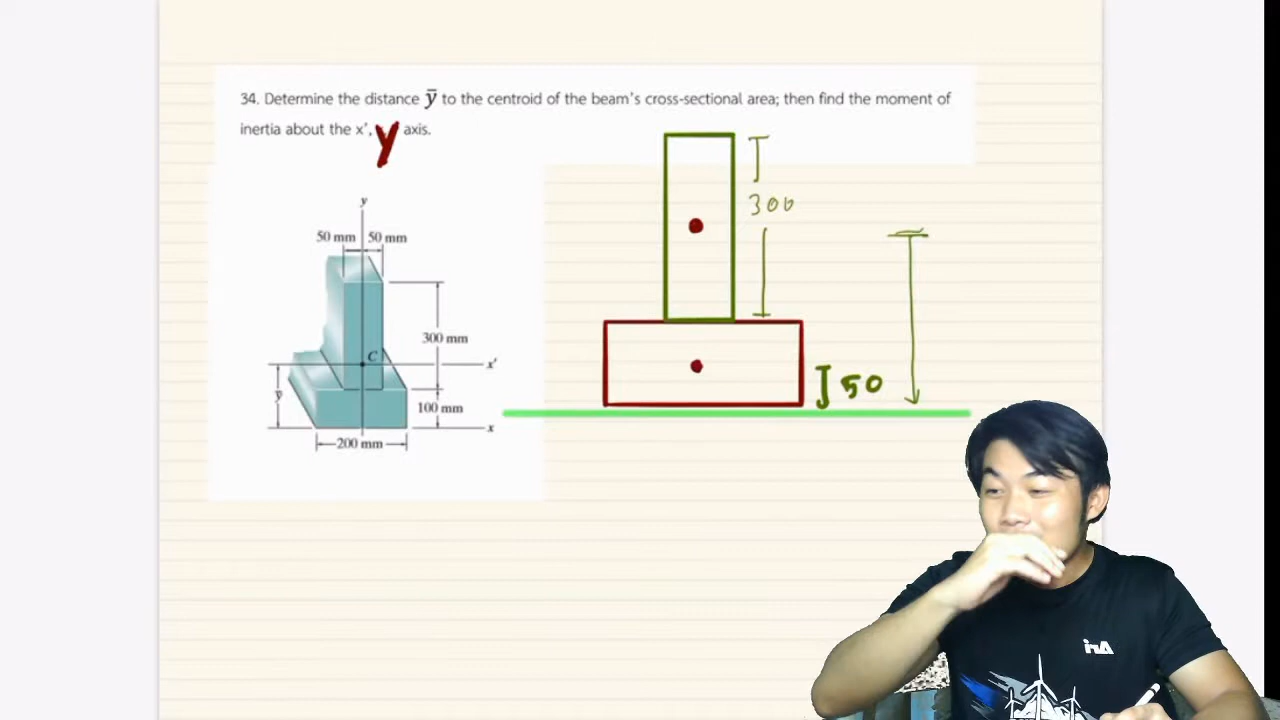 34. Determine the distance ȳ to the centroid of the beam's cross-sectional area; then find the moment of
inertia about the x', y axis.
y
50 mm 50 mm
300
300 mm
C
x'
ȳ
50
100 mm
x
200 mm